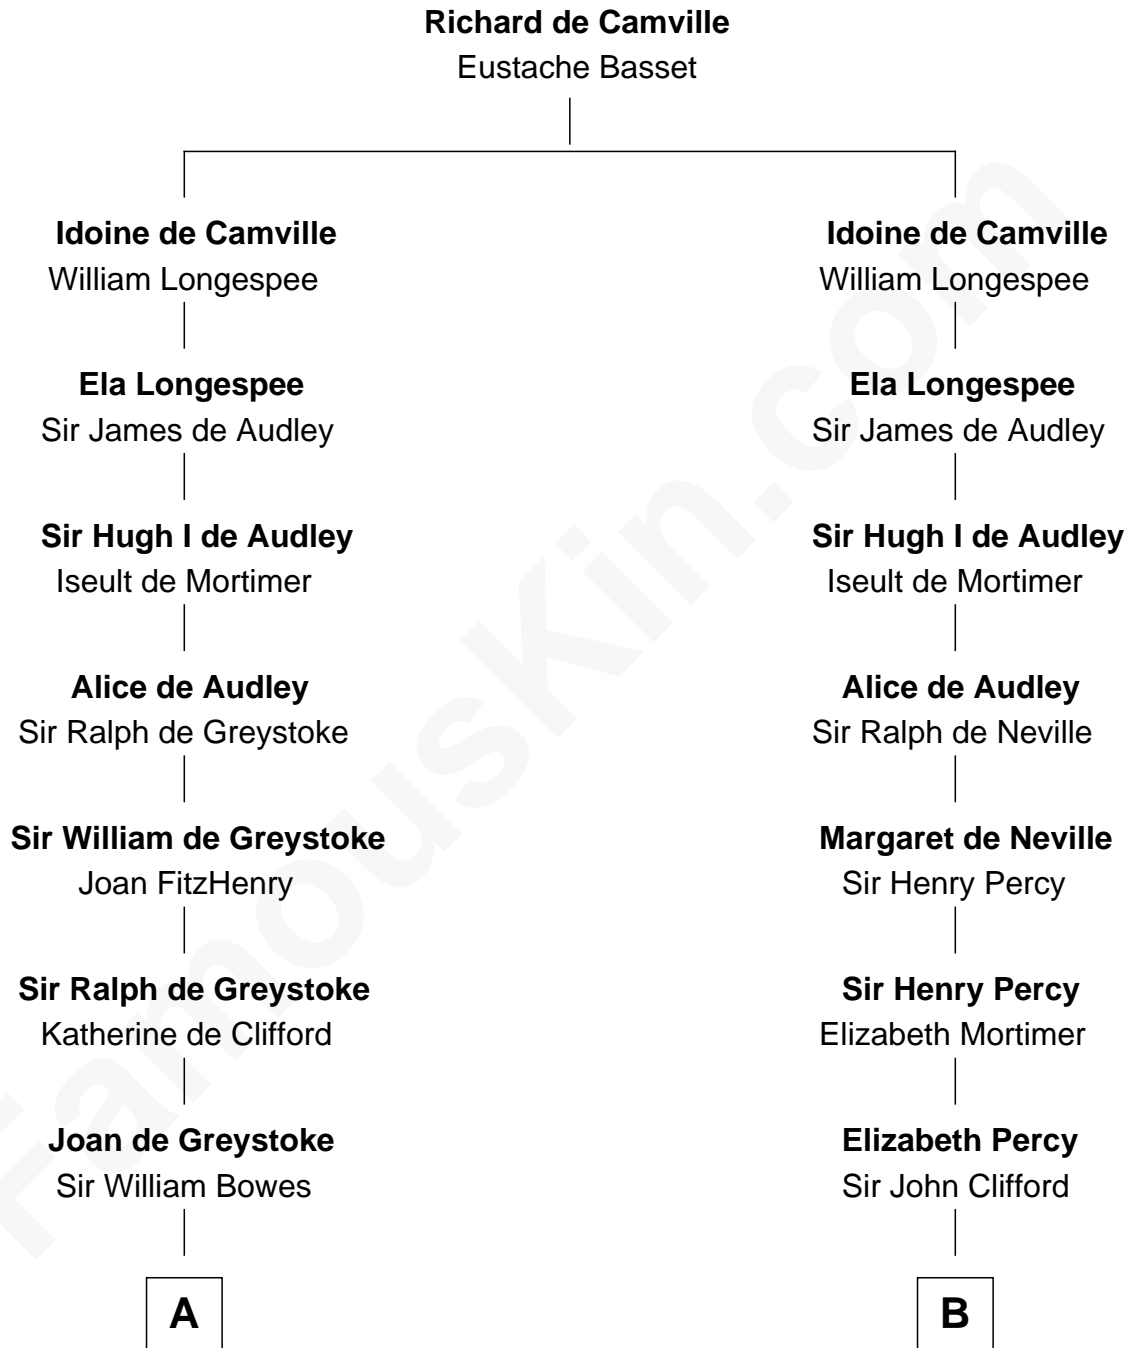 Richard de Camville
Eustache Basset
Idoine de Camville
William Longespee
Ela Longespee
Sir James de Audley
Sir Hugh I de Audley
Iseult de Mortimer
Alice de Audley
Sir Ralph de Greystoke
Sir William de Greystoke
Joan FitzHenry
Sir Ralph de Greystoke
Katherine de Clifford
Joan de Greystoke
Sir William Bowes
A
Idoine de Camville
William Longespee
Ela Longespee
Sir James de Audley
Sir Hugh I de Audley
Iseult de Mortimer
Alice de Audley
Sir Ralph de Neville
Margaret de Neville
Sir Henry Percy
Sir Henry Percy
Elizabeth Mortimer
Elizabeth Percy
Sir John Clifford
B
FamousKin.com